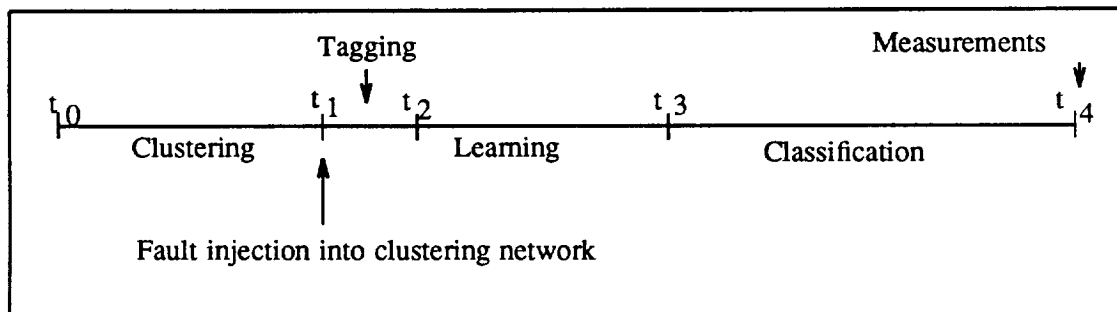 Tagging
Measurements
t0 t1 t2 t3 t4
Clustering Learning Classification
Fault injection into clustering network